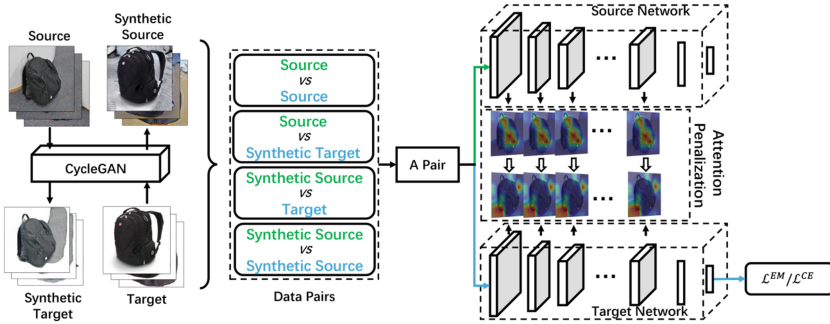 Source
Synthetic
Source
CycleGAN
Synthetic
Target
Target
Source
VS
Source
Source
VS
Synthetic Target
Synthetic Source
VS
Target
Synthetic Source
VS
Synthetic Source
Data Pairs
A Pair
Source Network
...
...
Attention
Penalization
...
...
Target Network
ℒ^EM/ℒ^CE